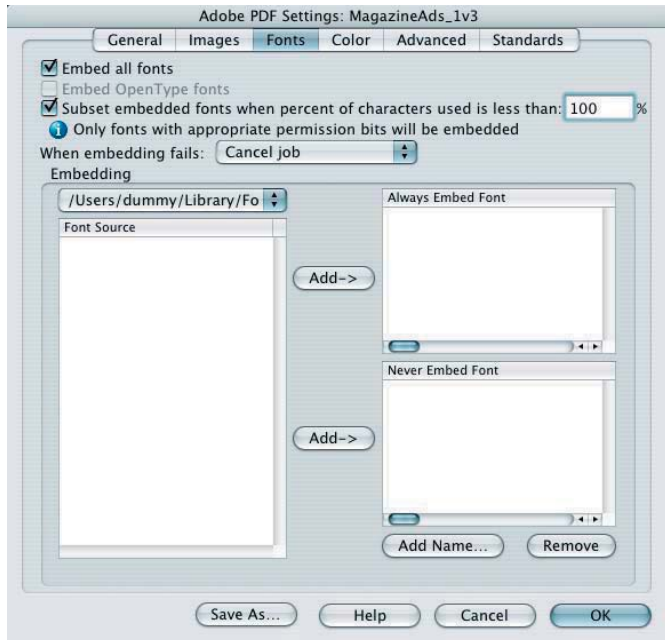 Adobe PDF Settings: MagazineAds_1v3
General Images Fonts Color Advanced Standards
Embed all fonts
Embed OpenType fonts
Subset embedded fonts when percent of characters used is less than: 100 %
Only fonts with appropriate permission bits will be embedded
When embedding fails: Cancel job
Embedding
/Users/dummy/Library/Fo
Always Embed Font
Font Source
Add->
Never Embed Font
Add->
Add Name... Remove
Save As... Help Cancel OK